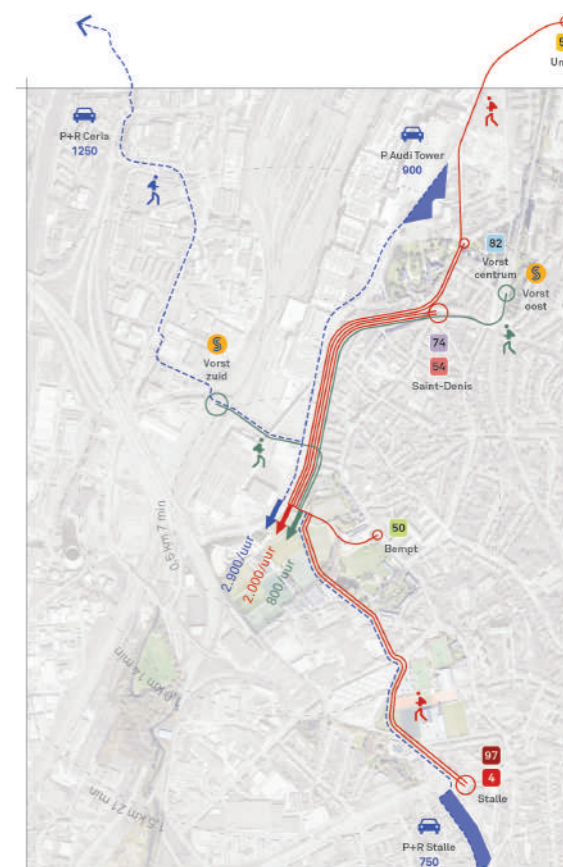 P+R Ceria
1250
P Audi Tower
900
82
Vorst
centrum
S
Vorst
oost
S
Vorst
zuid
74
54
Saint-Denis
50
Bempt
2.900/uur
2.000/uur
800/uur
0.5 km 7 min
1.0 km 14 min
1.5 km 21 min
97
4
Stalle
P+R Stalle
750